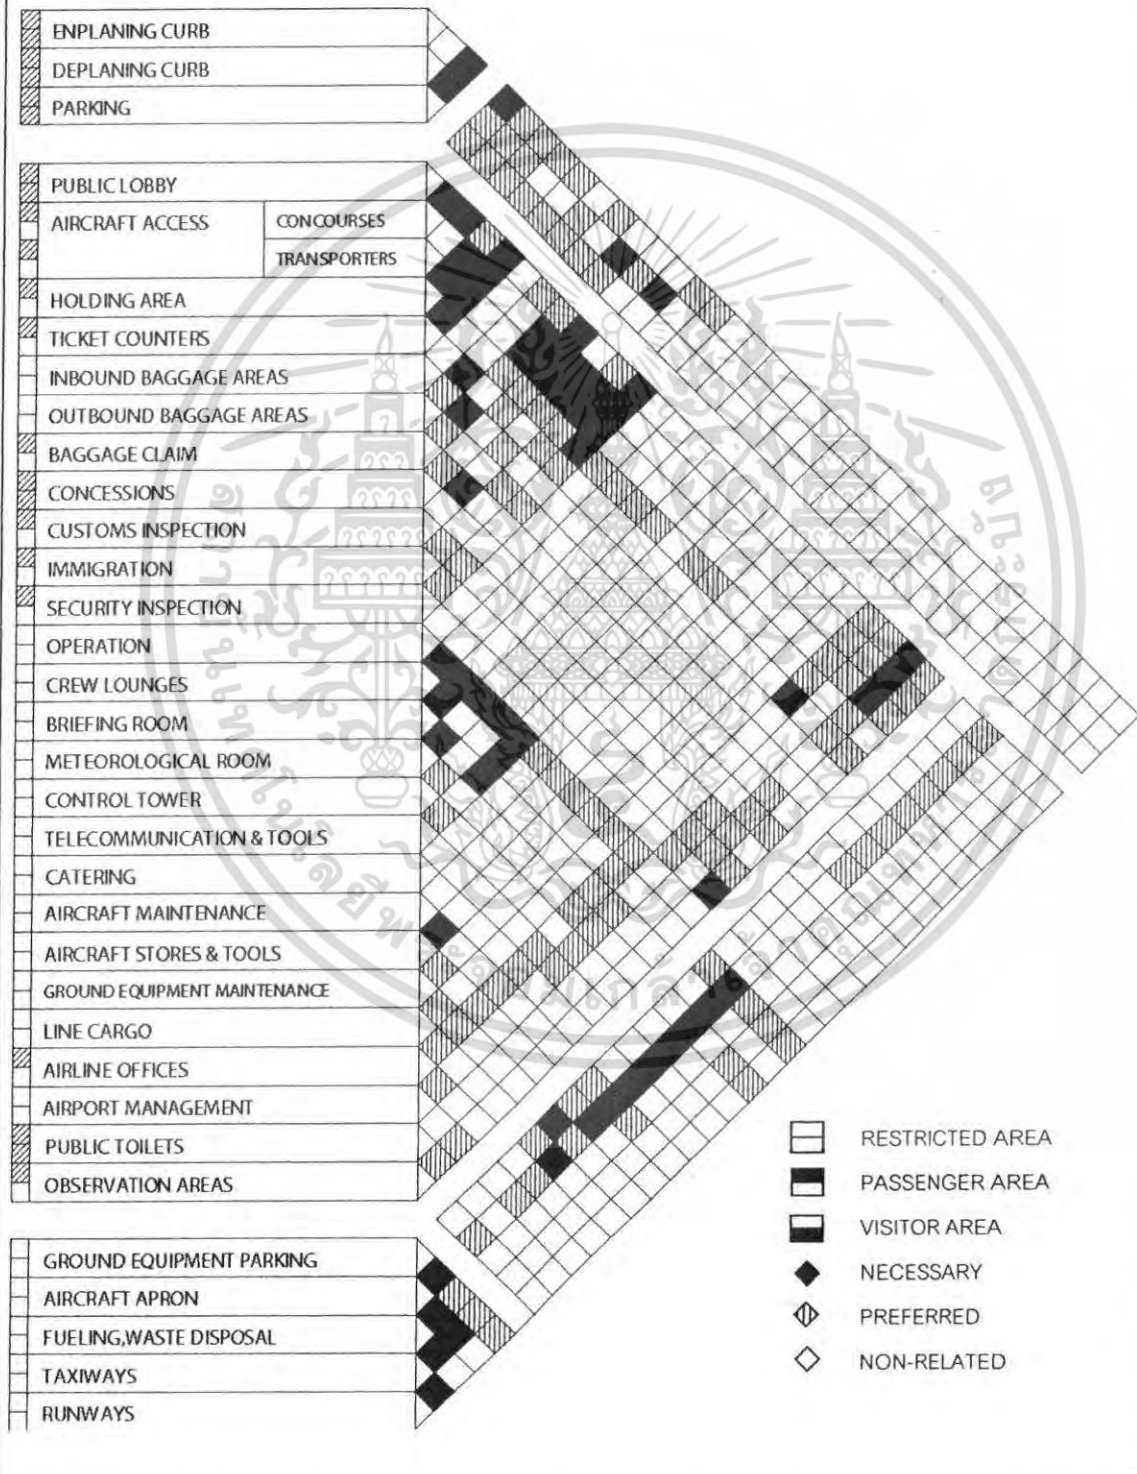 ENPLANING CURB
DEPLANING CURB
PARKING
PUBLIC LOBBY
AIRCRAFT ACCESS CONCOURSES
TRANSPORTERS
HOLDING AREA
TICKET COUNTERS
INBOUND BAGGAGE AREAS
OUTBOUND BAGGAGE AREAS
BAGGAGE CLAIM
CONCESSIONS
CUSTOMS INSPECTION
IMMIGRATION
SECURITY INSPECTION
OPERATION
CREW LOUNGES
BRIEFING ROOM
METEOROLOGICAL ROOM
CONTROL TOWER
TELECOMMUNICATION & TOOLS
CATERING
AIRCRAFT MAINTENANCE
AIRCRAFT STORES & TOOLS
GROUND EQUIPMENT MAINTENANCE
LINE CARGO
AIRLINE OFFICES
AIRPORT MANAGEMENT
PUBLIC TOILETS
OBSERVATION AREAS
GROUND EQUIPMENT PARKING
AIRCRAFT APRON
FUELING,WASTE DISPOSAL
TAXIWAYS
RUNWAYS
RESTRICTED AREA
PASSENGER AREA
VISITOR AREA
NECESSARY
PREFERRED
NON-RELATED